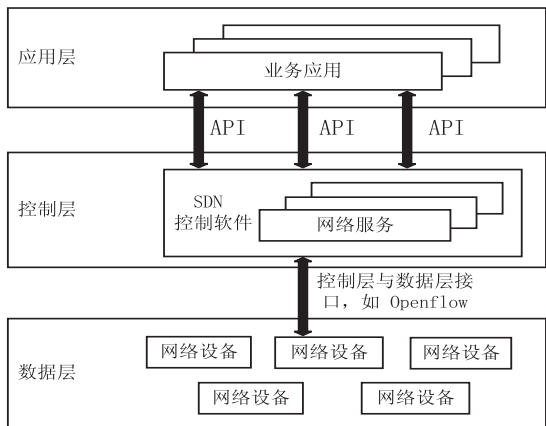 应用层
业务应用
API
API
API
控制层
SDN
控制软件
网络服务
控制层与数据层接
口，如 Openflow
数据层
网络设备
网络设备
网络设备
网络设备
网络设备